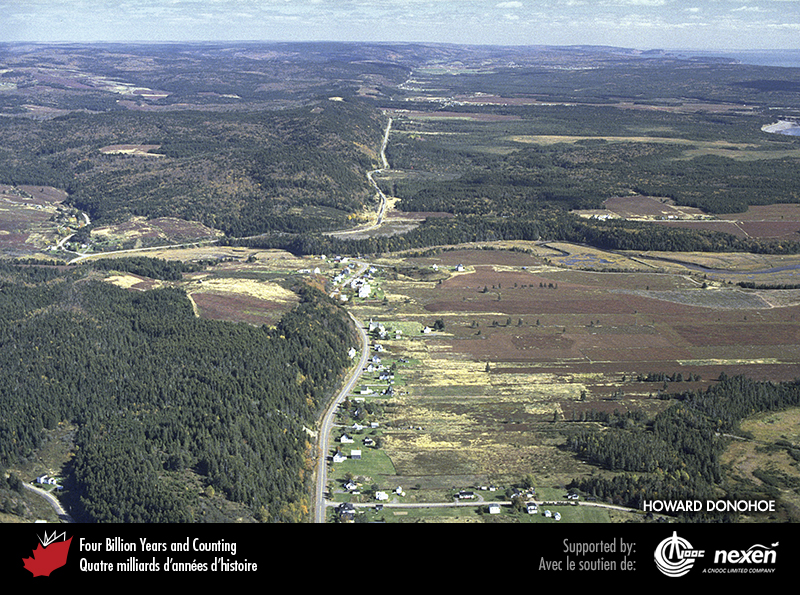 HOWARD DONOHOE
Four Billion Years and Counting
Quatre milliards d'années d'histoire
Supported by:
Avec le soutien de:
CNOOC
nexen
A CNOOC LIMITED COMPANY